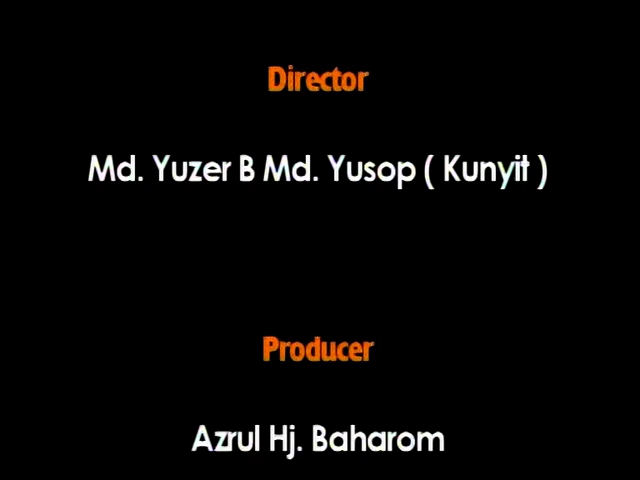 Director
Md. Yuzer B Md. Yusop ( Kunyit )
Producer
Azrul Hj. Baharom